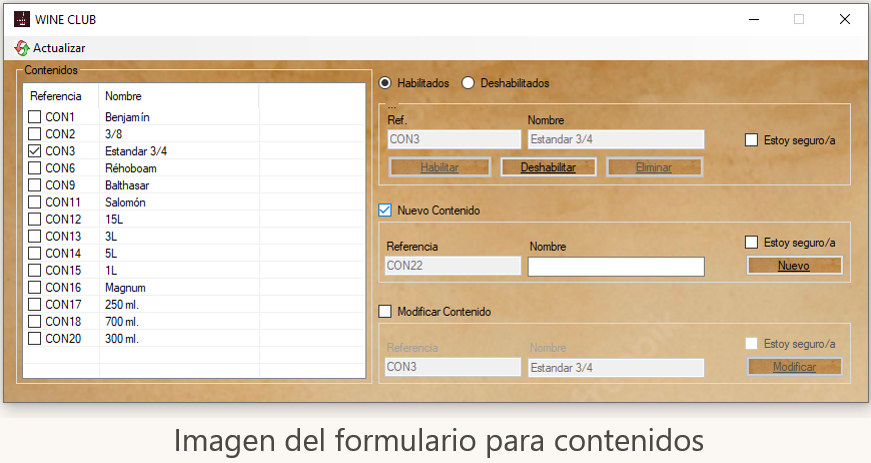 WINE CLUB
Actualizar
Contenidos
Referencia Nombre
CON1 Benjamín
CON2 3/8
CON3 Estandar 3/4
CON6 Réhoboam
CON9 Balthasar
CON11 Salomón
CON12 15L
CON13 3L
CON14 5L
CON15 1L
CON16 Magnum
CON17 250 ml.
CON18 700 ml.
CON20 300 ml.
Habilitados Deshabilitados
...
Ref. Nombre
CON3 Estandar 3/4 Estoy seguro/a
Habilitar Deshabilitar Eliminar
Nuevo Contenido
Referencia Nombre Estoy seguro/a
CON22 Nuevo
Modificar Contenido
Referencia Nombre Estoy seguro/a
CON3 Estandar 3/4 Modificar
Imagen del formulario para contenidos